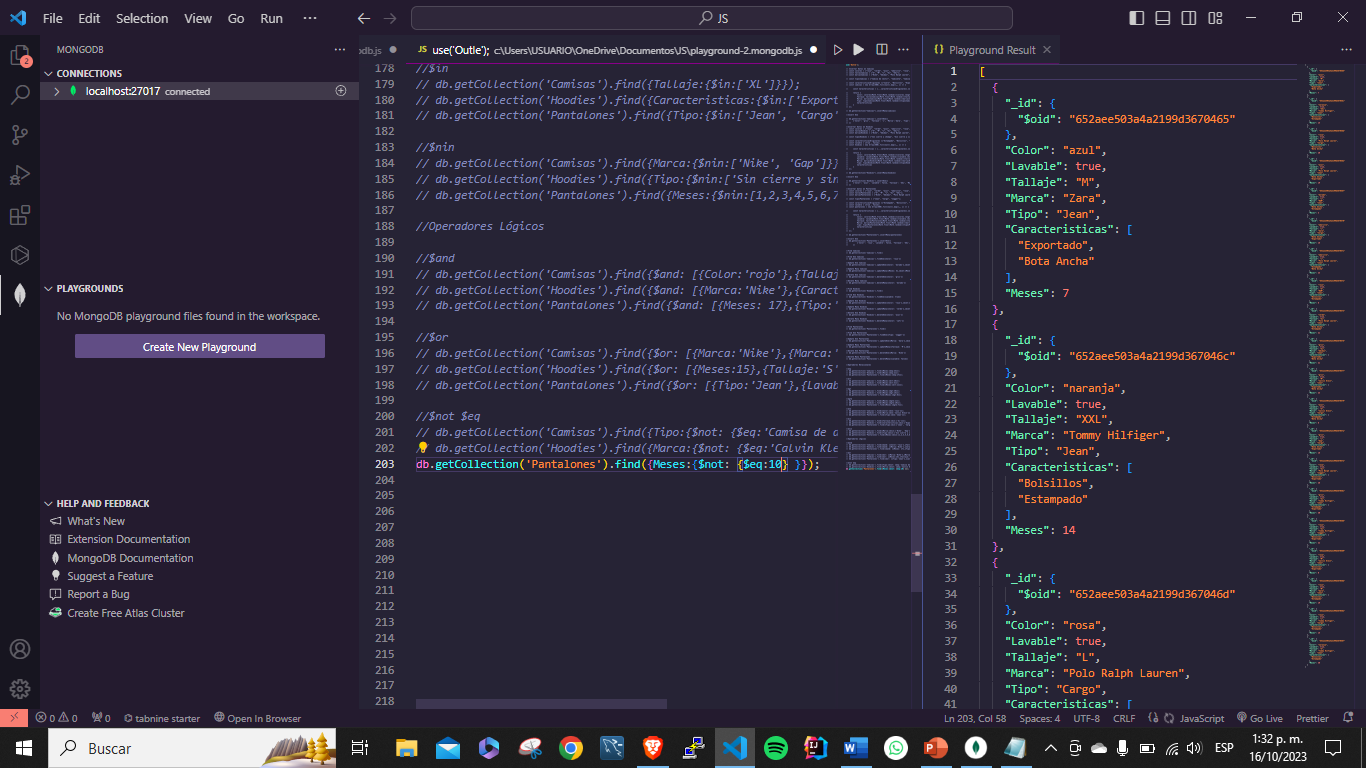 File Edit Selection View Go Run ··· JS
MONGODB ···
CONNECTIONS
localhost:27017 connected
PLAYGROUNDS
No MongoDB playground files found in the workspace.
Create New Playground
HELP AND FEEDBACK
What's New
Extension Documentation
MongoDB Documentation
Suggest a Feature
Report a Bug
Create Free Atlas Cluster
odb.js JS use('Outle'); c:\Users\USUARIO\OneDrive\Documentos\JS\playground-2.mongodb.js
178 //$in
179 // db.getCollection('Camisas').find({Tallaje:{$in:['XL']}});
180 // db.getCollection('Hoodies').find({Caracteristicas:{$in:['Export
181 // db.getCollection('Pantalones').find({Tipo:{$in:['Jean', 'Cargo'
182
183 //$nin
184 // db.getCollection('Camisas').find({Marca:{$nin:['Nike', 'Gap']}}
185 // db.getCollection('Hoodies').find({Tipo:{$nin:['Sin cierre y sin
186 // db.getCollection('Pantalones').find({Meses:{$nin:[1,2,3,4,5,6,7
187
188 //Operadores Lógicos
189
190 //$and
191 // db.getCollection('Camisas').find({$and: [{Color:'rojo'},{Tallaj
192 // db.getCollection('Hoodies').find({$and: [{Marca:'Nike'},{Caract
193 // db.getCollection('Pantalones').find({$and: [{Meses: 17},{Tipo:'
194
195 //$or
196 // db.getCollection('Camisas').find({$or: [{Marca:'Nike'},{Marca:'
197 // db.getCollection('Hoodies').find({$or: [{Meses:15},{Tallaje:'S'
198 // db.getCollection('Pantalones').find({$or: [{Tipo:'Jean'},{Lavab
199
200 //$not $eq
201 // db.getCollection('Camisas').find({Tipo:{$not: {$eq:'Camisa de
202 // db.getCollection('Hoodies').find({Marca:{$not: {$eq:'Calvin Kle
203 db.getCollection('Pantalones').find({Meses:{$not: {$eq:10} }});
204
205
206
207
208
209
210
211
212
213
214
215
216
217
218
{} Playground Result ···
1 [
2 {
3 "_id": {
4 "$oid": "652aee503a4a2199d3670465"
5 },
6 "Color": "azul",
7 "Lavable": true,
8 "Tallaje": "M",
9 "Marca": "Zara",
10 "Tipo": "Jean",
11 "Caracteristicas": [
12 "Exportado",
13 "Bota Ancha"
14 ],
15 "Meses": 7
16 },
17 {
18 "_id": {
19 "$oid": "652aee503a4a2199d367046c"
20 },
21 "Color": "naranja",
22 "Lavable": true,
23 "Tallaje": "XXL",
24 "Marca": "Tommy Hilfiger",
25 "Tipo": "Jean",
26 "Caracteristicas": [
27 "Bolsillos",
28 "Estampado"
29 ],
30 "Meses": 14
31 },
32 {
33 "_id": {
34 "$oid": "652aee503a4a2199d367046d"
35 },
36 "Color": "rosa",
37 "Lavable": true,
38 "Tallaje": "L",
39 "Marca": "Polo Ralph Lauren",
40 "Tipo": "Cargo",
41 "Caracteristicas": [
0 0 0 tabnine starter Open In Browser Ln 203, Col 58 Spaces: 4 UTF-8 CRLF {} JavaScript Go Live Prettier
Buscar ESP 1:32 p. m.
16/10/2023